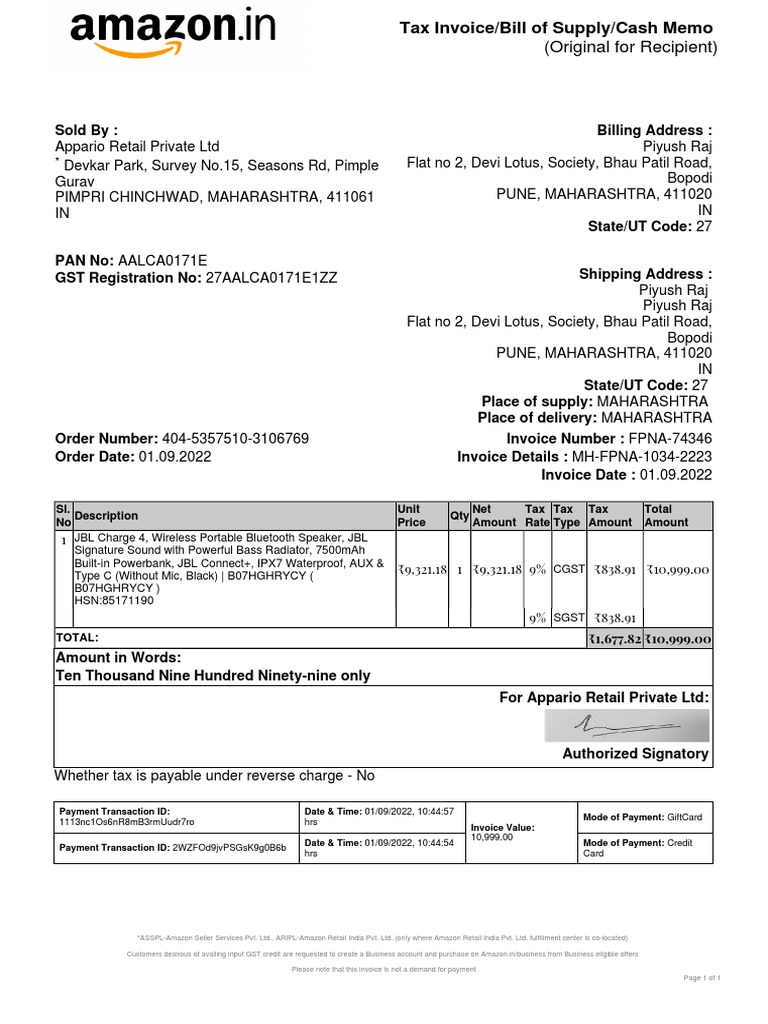 amazon.in
Tax Invoice/Bill of Supply/Cash Memo
(Original for Recipient)
Sold By :
Appario Retail Private Ltd
* Devkar Park, Survey No.15, Seasons Rd, Pimple
Gurav
PIMPRI CHINCHWAD, MAHARASHTRA, 411061
IN
Billing Address :
Piyush Raj
Flat no 2, Devi Lotus, Society, Bhau Patil Road,
Bopodi
PUNE, MAHARASHTRA, 411020
IN
State/UT Code: 27
PAN No: AALCA0171E
GST Registration No: 27AALCA0171E1ZZ
Shipping Address :
Piyush Raj
Piyush Raj
Flat no 2, Devi Lotus, Society, Bhau Patil Road,
Bopodi
PUNE, MAHARASHTRA, 411020
IN
State/UT Code: 27
Place of supply: MAHARASHTRA
Place of delivery: MAHARASHTRA
Order Number: 404-5357510-3106769
Order Date: 01.09.2022
Invoice Number : FPNA-74346
Invoice Details : MH-FPNA-1034-2223
Invoice Date : 01.09.2022
Sl. No Description Unit Price Qty Net Amount Tax Rate Tax Type Tax Amount Total Amount
1 JBL Charge 4, Wireless Portable Bluetooth Speaker, JBL
Signature Sound with Powerful Bass Radiator, 7500mAh
Built-in Powerbank, JBL Connect+, IPX7 Waterproof, AUX &
Type C (Without Mic, Black) | B07HGHRYCY (
B07HGHRYCY )
HSN:85171190
₹9,321.18 1 ₹9,321.18 9% CGST ₹838.91 ₹10,999.00
9% SGST ₹838.91
TOTAL: ₹1,677.82 ₹10,999.00
Amount in Words:
Ten Thousand Nine Hundred Ninety-nine only
For Appario Retail Private Ltd:
Authorized Signatory
Whether tax is payable under reverse charge - No
Payment Transaction ID:
1113nc1Os6nR8mB3rmUudr7ro
Date & Time: 01/09/2022, 10:44:57
hrs
Invoice Value:
10,999.00
Mode of Payment: GiftCard
Payment Transaction ID: 2WZFOd9jvPSGsK9g0B6b
Date & Time: 01/09/2022, 10:44:54
hrs
Mode of Payment: Credit
Card
*ASSPL-Amazon Seller Services Pvt. Ltd., ARIPL-Amazon Retail India Pvt. Ltd. (only where Amazon Retail India Pvt. Ltd. fulfillment center is co-located)
Customers desirous of availing input GST credit are requested to create a Business account and purchase on Amazon.in/business from Business eligible offers
Please note that this invoice is not a demand for payment
Page 1 of 1